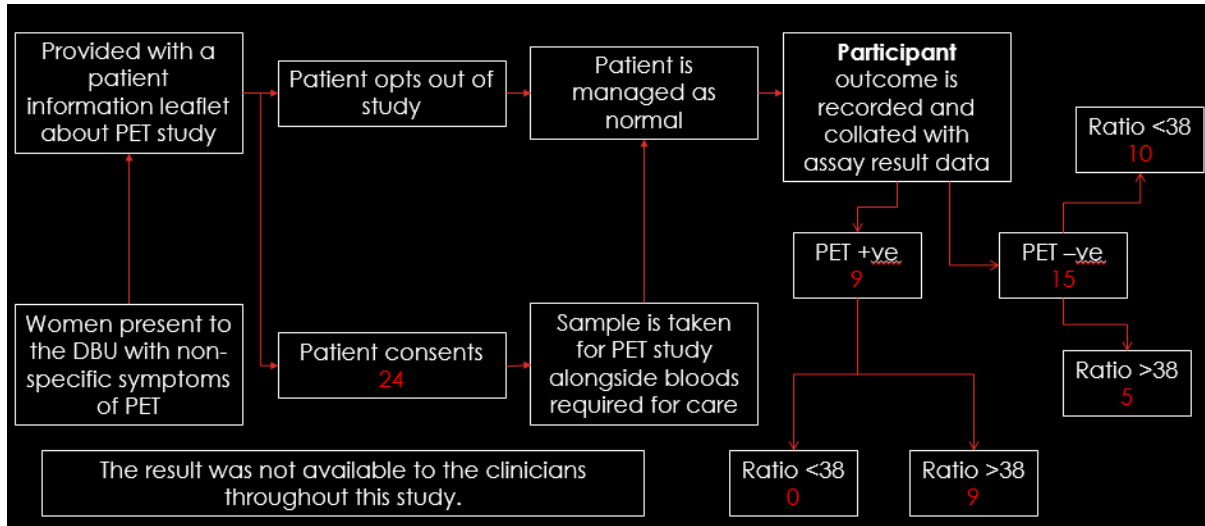 Provided with a
patient
information leaflet
about PET study
Patient opts out of
study
Patient is
managed as
normal
Participant
outcome is
recorded and
collated with
assay result data
Ratio <38
10
PET +ve
9
PET –ve
15
Women present to
the DBU with non-
specific symptoms
of PET
Patient consents
24
Sample is taken
for PET study
alongside bloods
required for care
Ratio >38
5
The result was not available to the clinicians
throughout this study.
Ratio <38
0
Ratio >38
9